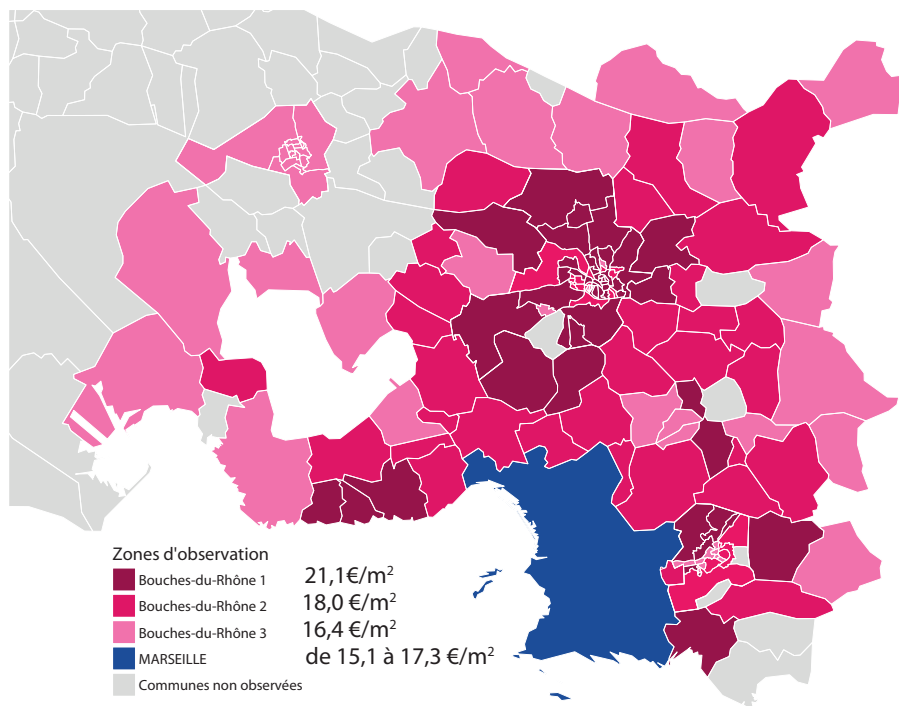 Zones d'observation
Bouches-du-Rhône 1 21,1€/m²
Bouches-du-Rhône 2 18,0 €/m²
Bouches-du-Rhône 3 16,4 €/m²
MARSEILLE de 15,1 à 17,3 €/m²
Communes non observées